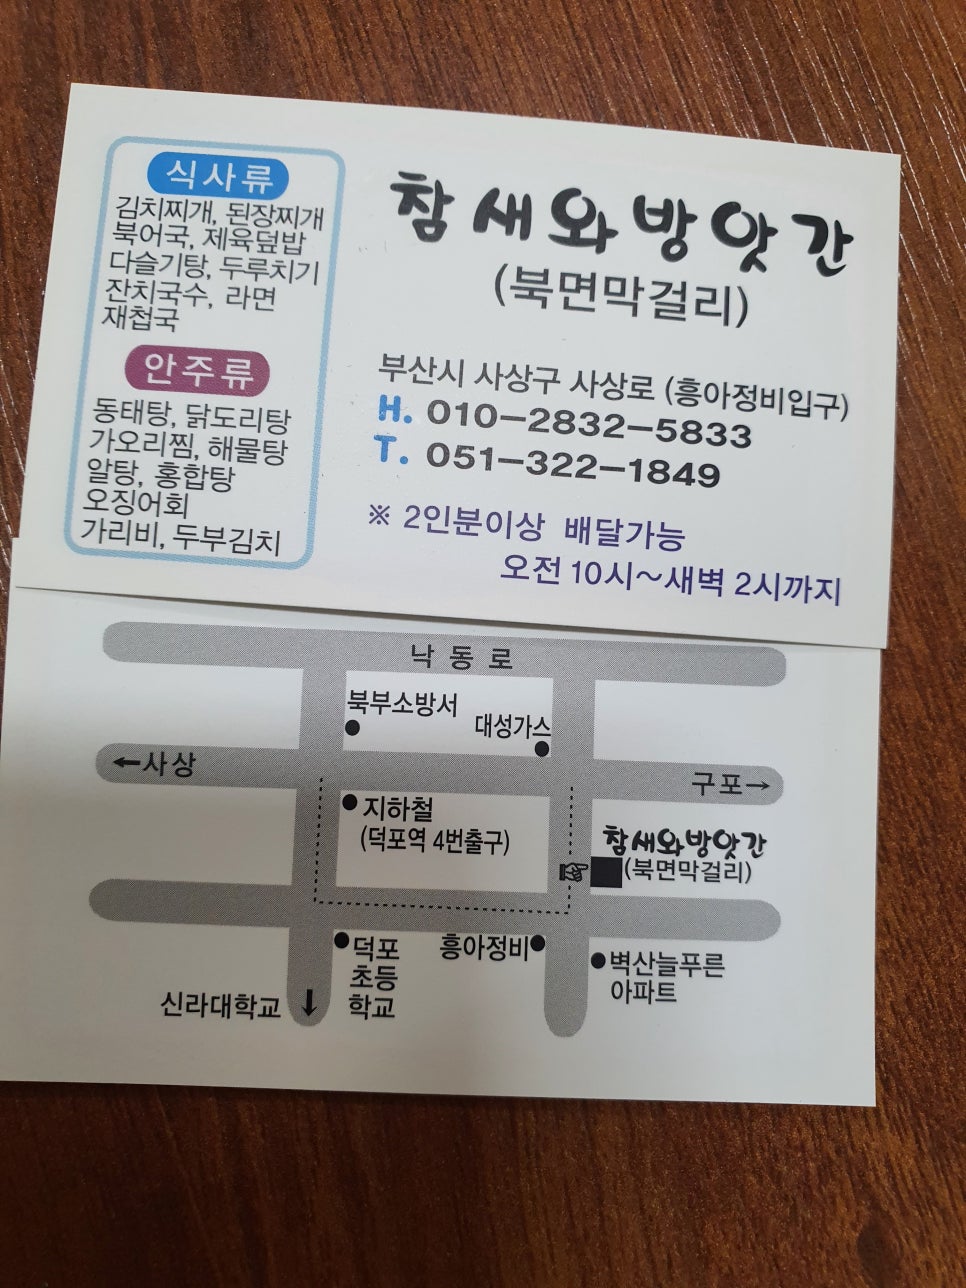 식사류
김치찌개, 된장찌개
북어국, 제육덮밥
다슬기탕, 두루치기
잔치국수, 라면
재첩국
안주류
동태탕, 닭도리탕
가오리찜, 해물탕
알탕, 홍합탕
오징어회
가리비, 두부김치
참새와방앗간
(북면막걸리)
부산시 사상구 사상로 (흥아정비입구)
H. 010-2832-5833
T. 051-322-1849
※ 2인분이상 배달가능
오전 10시~새벽 2시까지
낙동로
북부소방서
대성가스
←사상
구포→
지하철
(덕포역 4번출구)
참새와방앗간
(북면막걸리)
덕포
초등
학교
흥아정비
벽산늘푸른
아파트
신라대학교 ↓